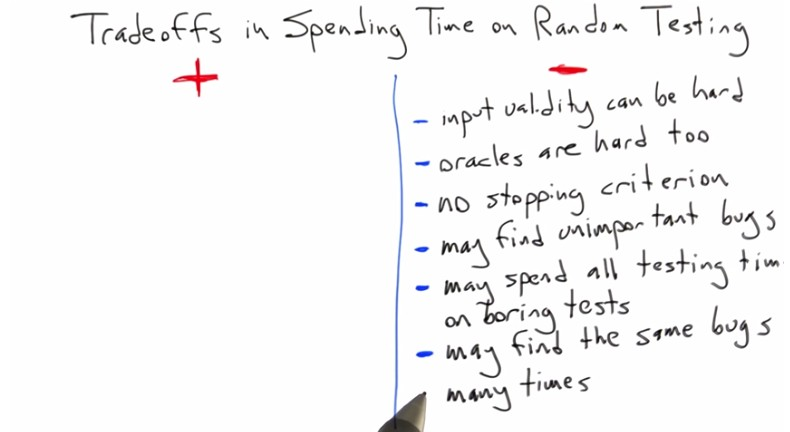 Tradeoffs in Spending Time on Random Testing
+ -
- input validity can be hard
- oracles are hard too
- no stopping criterion
- may find unimportant bugs
- may spend all testing tim
on boring tests
- may find the same bugs
many times